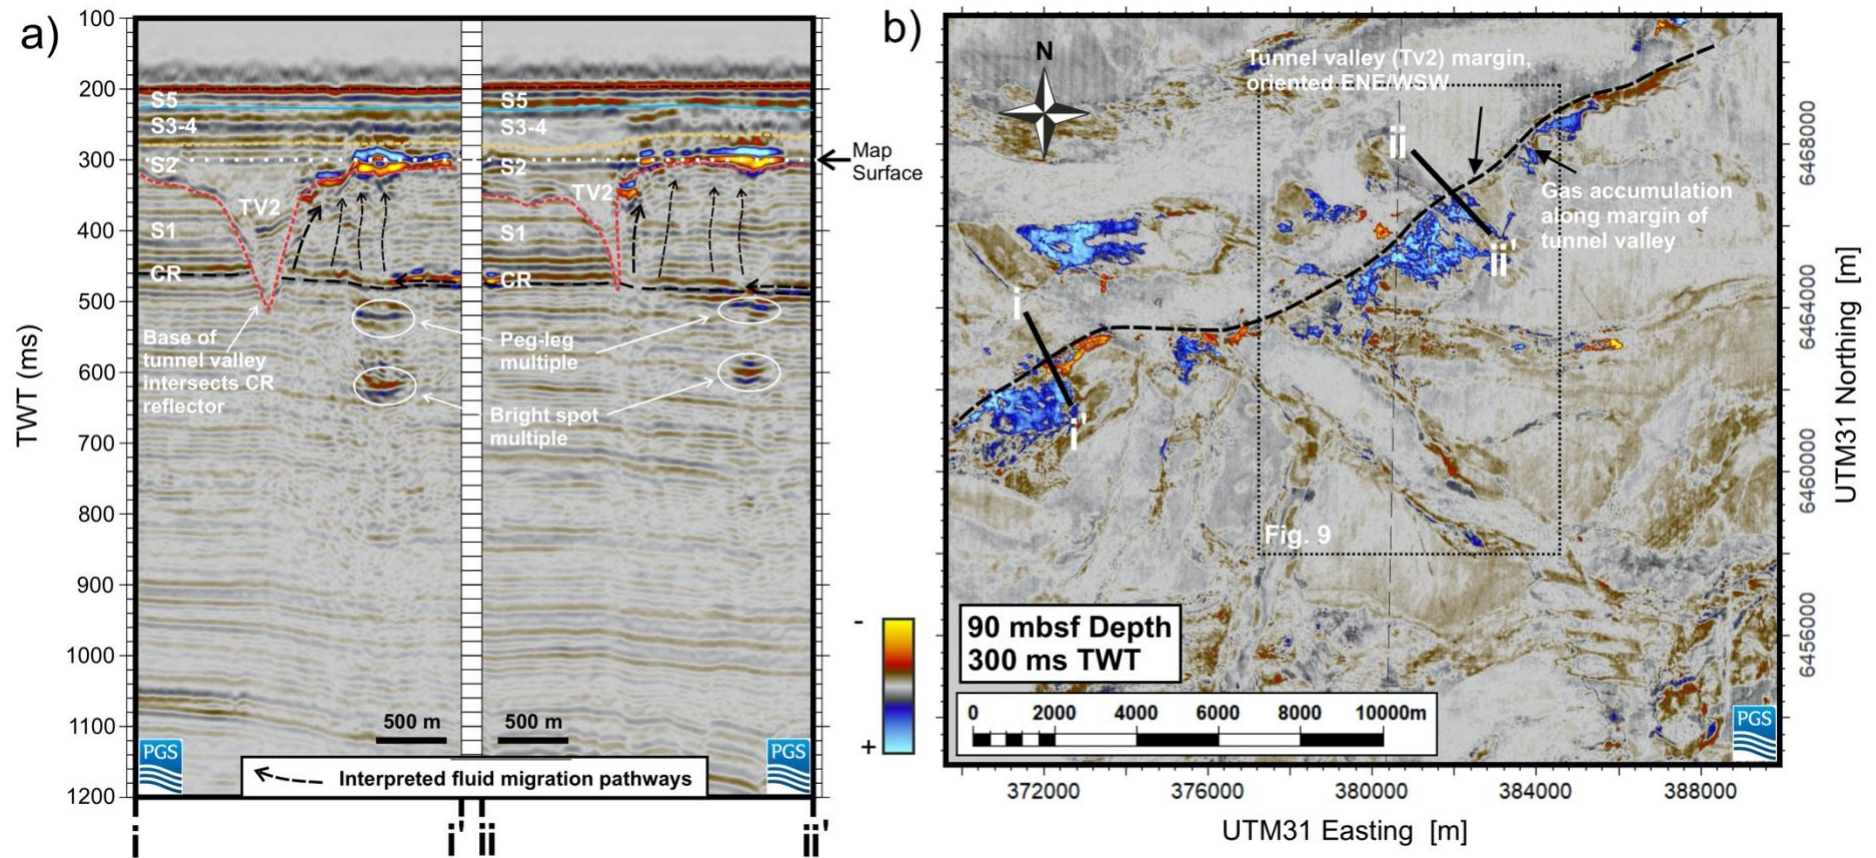 a)
100
200
300
400
500
600
700
800
900
1000
1100
1200
TWT (ms)
S5
S3-4
S2
TV2
S1
CR
Base of
tunnel valley
intersects CR
reflector
500 m
PGS
S5
S3-4
S2
TV2
S1
CR
Peg-leg
multiple
Bright spot
multiple
500 m
PGS
Map
Surface
Interpreted fluid migration pathways
i
i'
ii
ii'
-
+
b)
N
Tunnel valley (TV2) margin,
oriented ENE/WSW
ii
ii'
Gas accumulation
along margin of
tunnel valley
i
i'
Fig. 9
90 mbsf Depth
300 ms TWT
0 2000 4000 6000 8000 10000m
PGS
372000 376000 380000 384000 388000
UTM31 Easting [m]
6468000
6464000
6460000
6456000
UTM31 Northing [m]